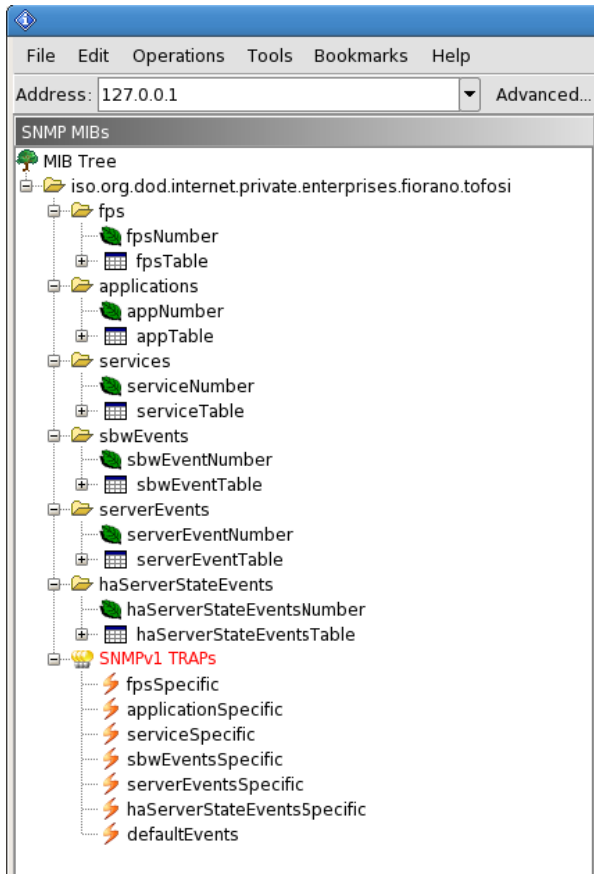 File Edit Operations Tools Bookmarks Help
Address: 127.0.0.1 Advanced...
SNMP MIBs
MIB Tree
iso.org.dod.internet.private.enterprises.fiorano.tofosi
fps
fpsNumber
fpsTable
applications
appNumber
appTable
services
serviceNumber
serviceTable
sbwEvents
sbwEventNumber
sbwEventTable
serverEvents
serverEventNumber
serverEventTable
haServerStateEvents
haServerStateEventsNumber
haServerStateEventsTable
SNMPv1 TRAPs
fpsSpecific
applicationSpecific
serviceSpecific
sbwEventsSpecific
serverEventsSpecific
haServerStateEventsSpecific
defaultEvents